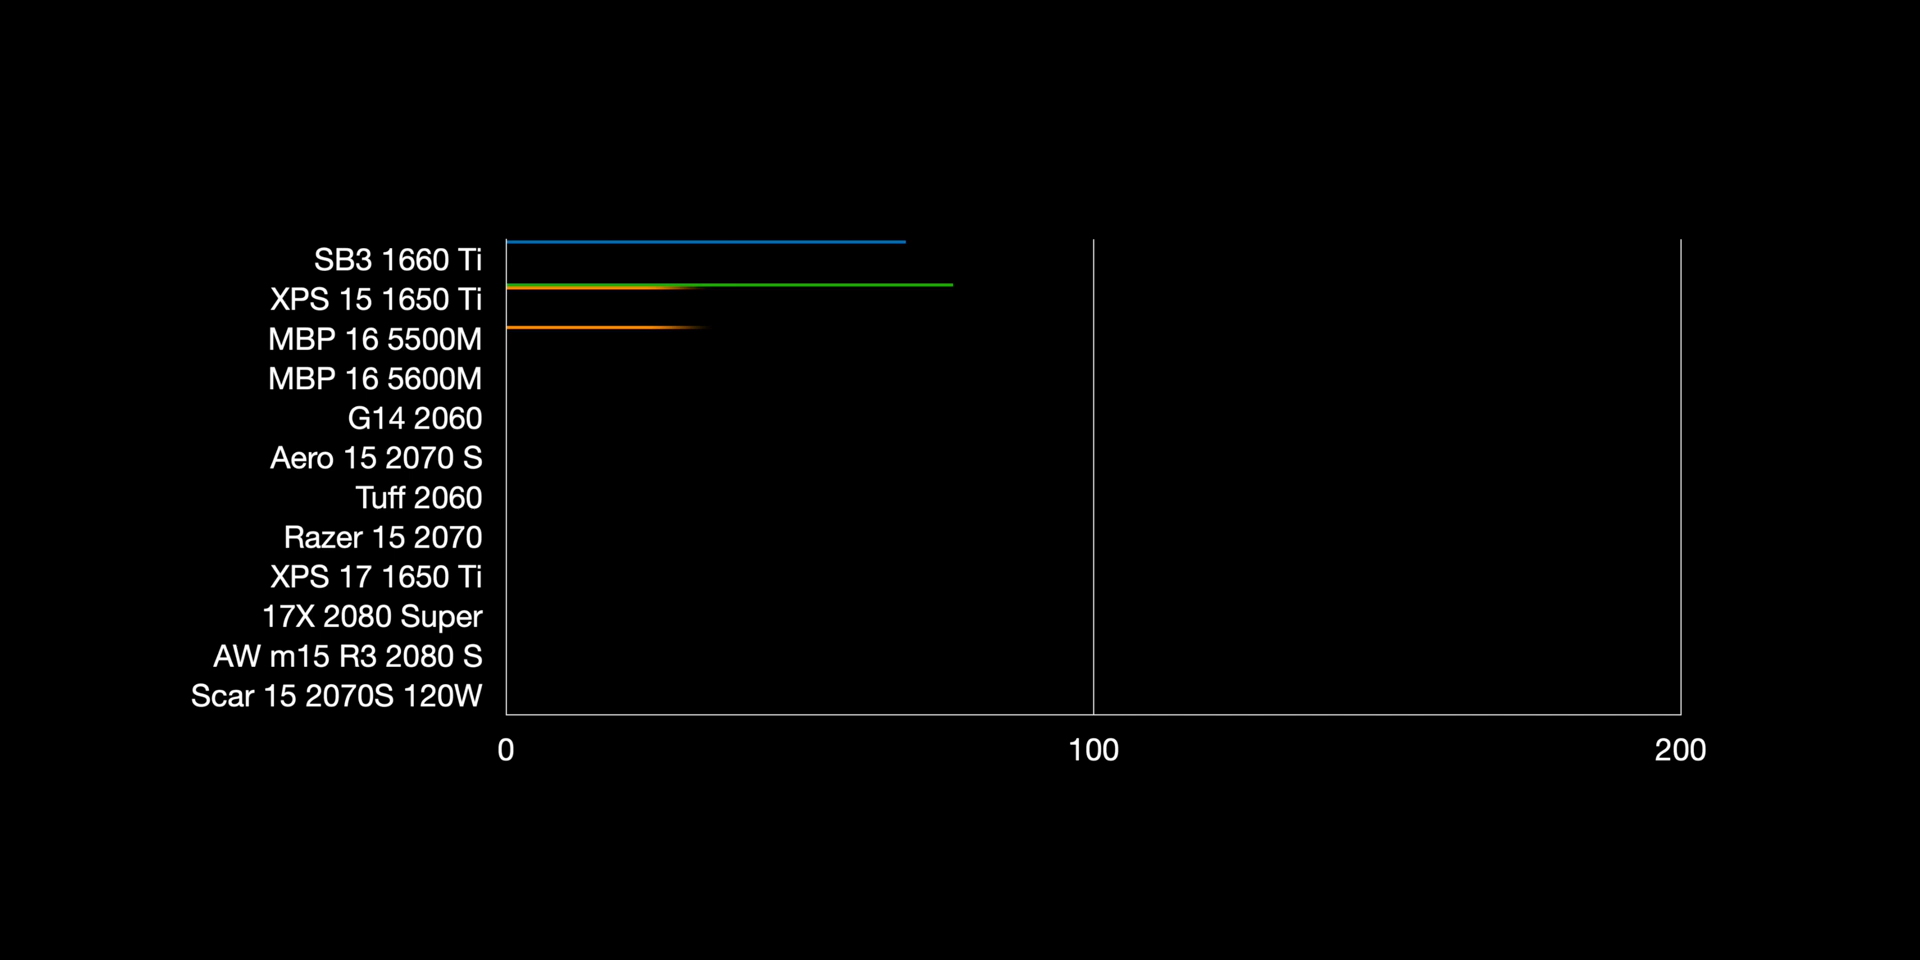 SB3 1660 Ti
XPS 15 1650 Ti
MBP 16 5500M
MBP 16 5600M
G14 2060
Aero 15 2070 S
Tuff 2060
Razer 15 2070
XPS 17 1650 Ti
17X 2080 Super
AW m15 R3 2080 S
Scar 15 2070S 120W
0 100 200